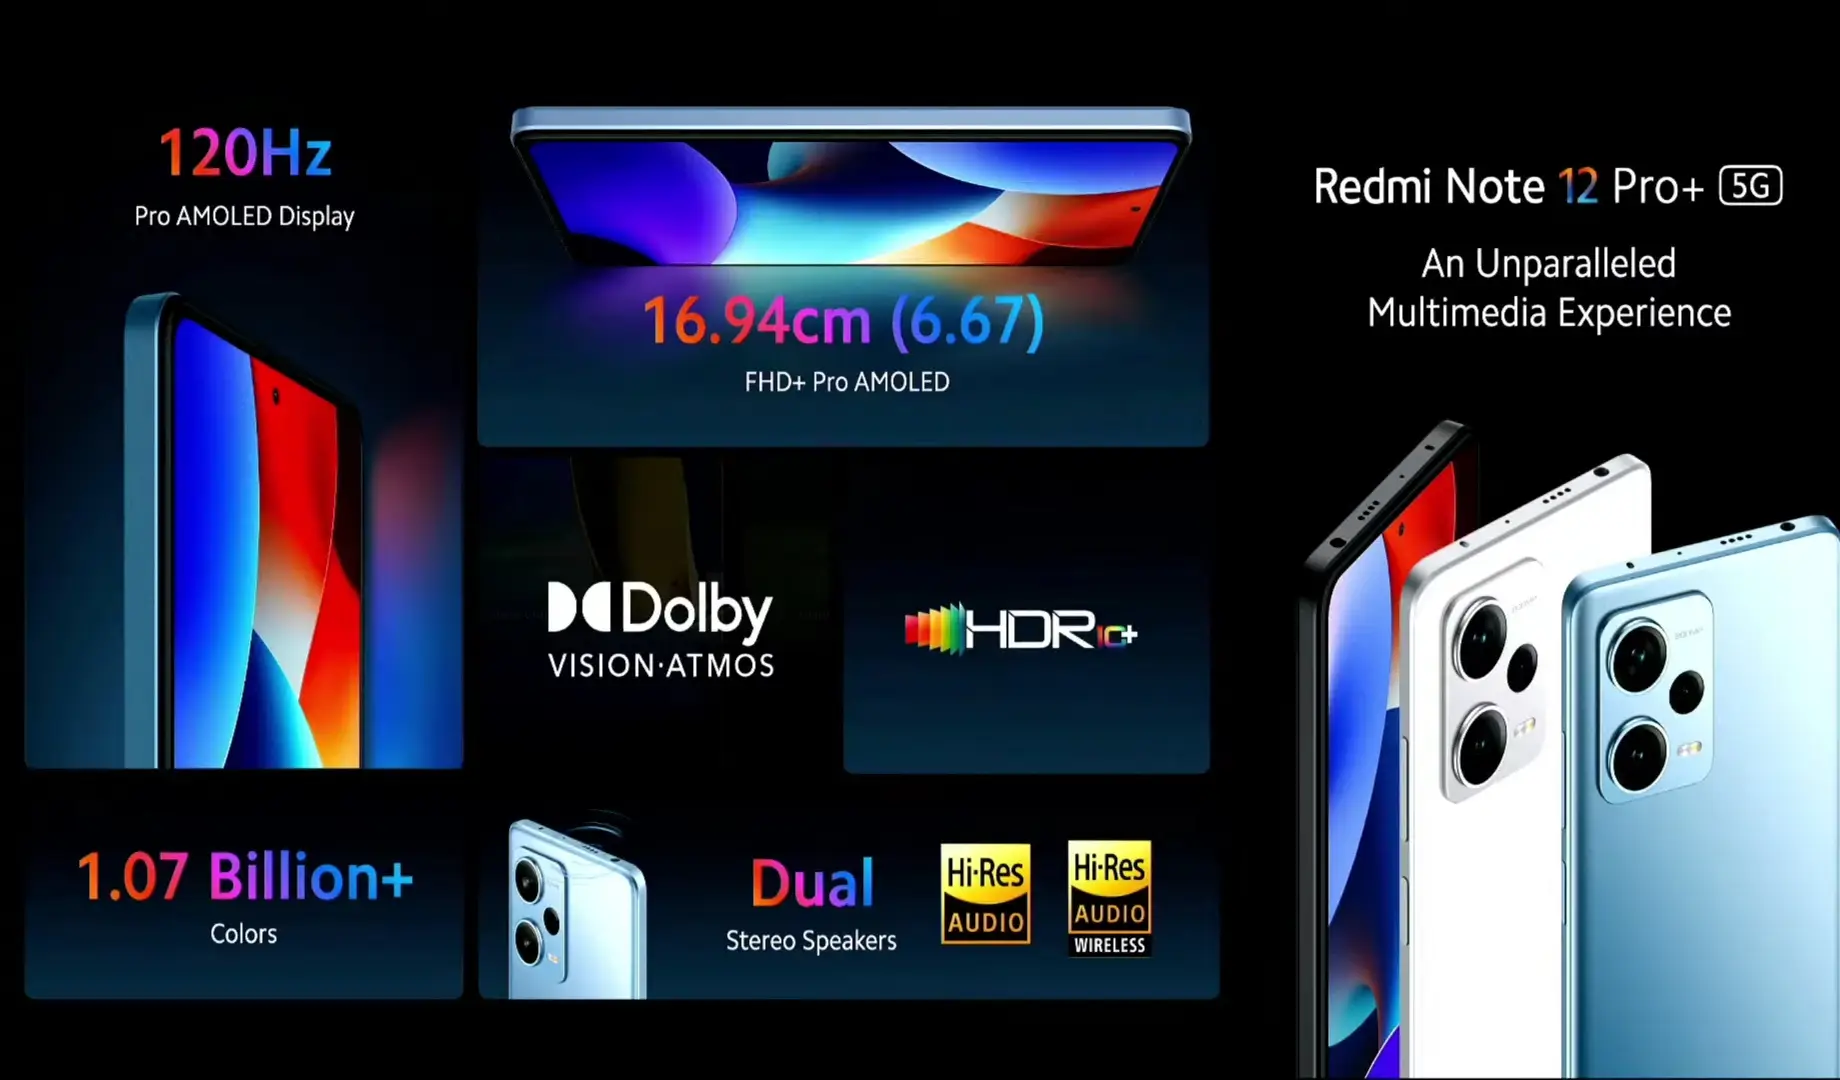 120Hz
Pro AMOLED Display
16.94cm (6.67)
FHD+ Pro AMOLED
Redmi Note 12 Pro+ 5G
An Unparalleled
Multimedia Experience
Dolby
VISION·ATMOS
HDR10+
1.07 Billion+
Colors
Dual
Stereo Speakers
Hi-Res
AUDIO
Hi-Res
AUDIO
WIRELESS